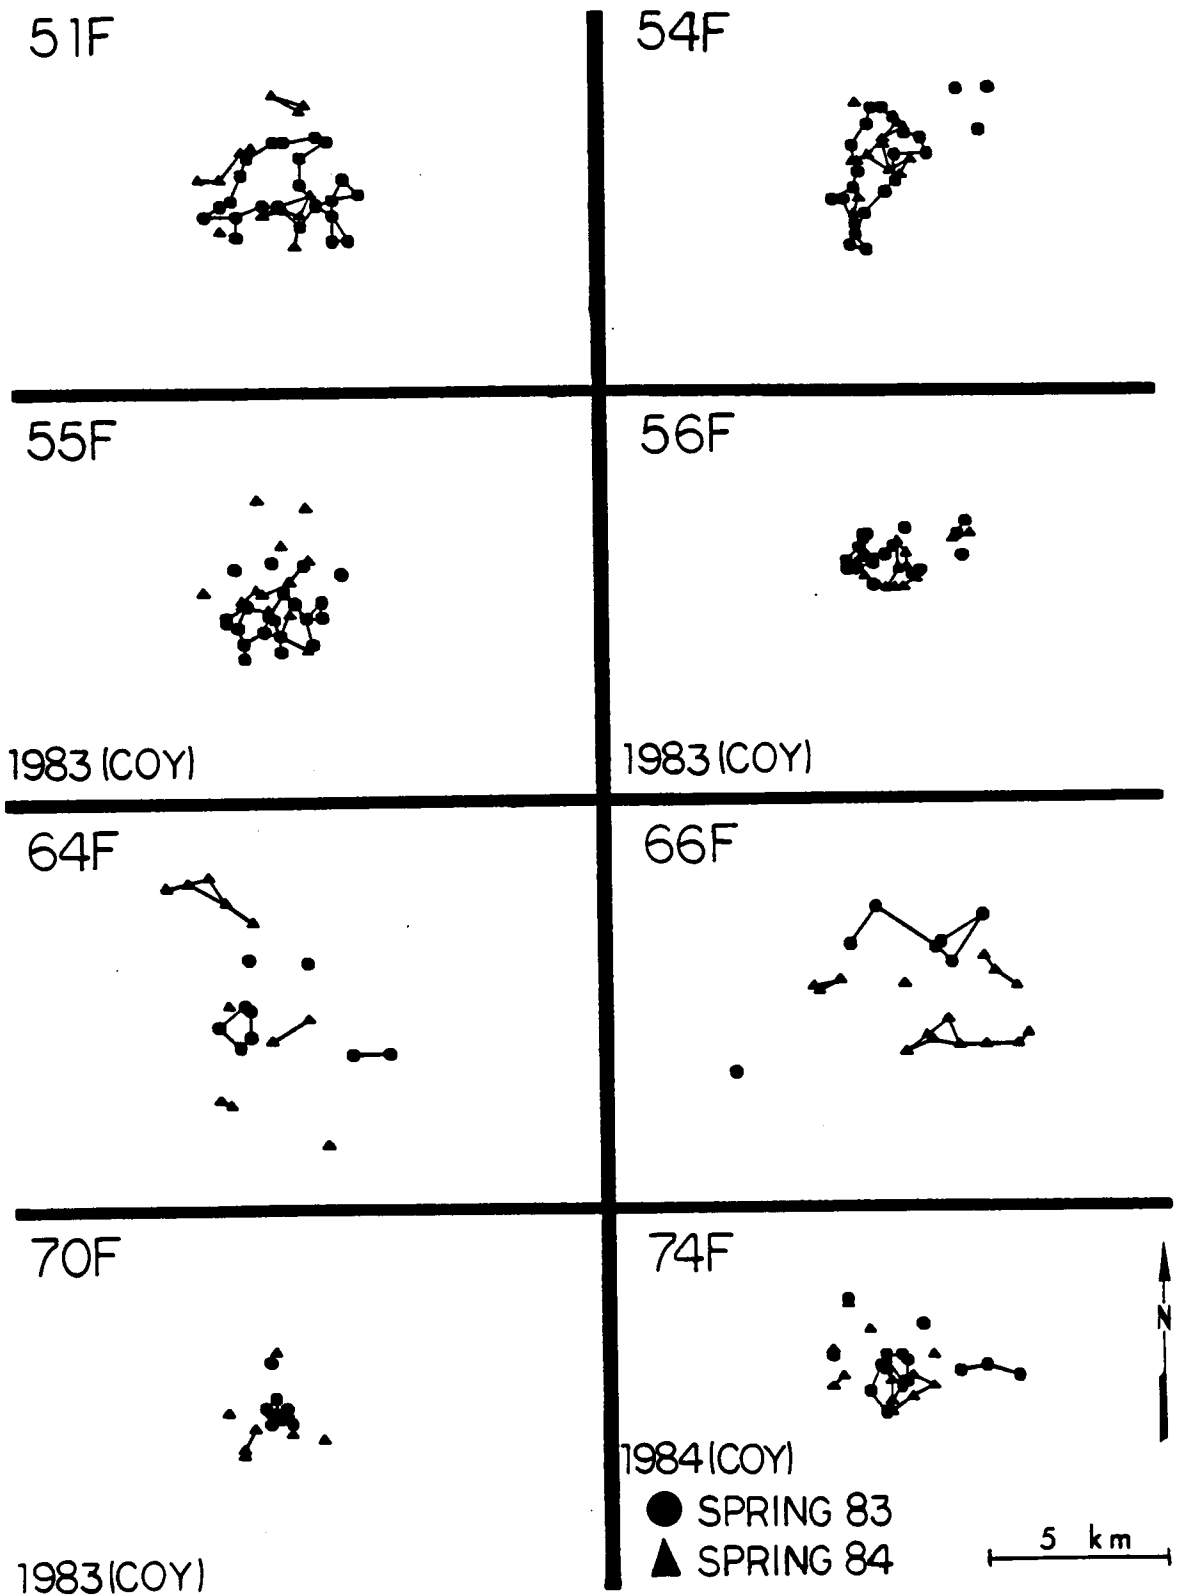 51F
54F
55F
56F
1983 (COY)
1983 (COY)
64F
66F
70F
74F
N
1984 (COY)
SPRING 83
SPRING 84
5 km
1983 (COY)